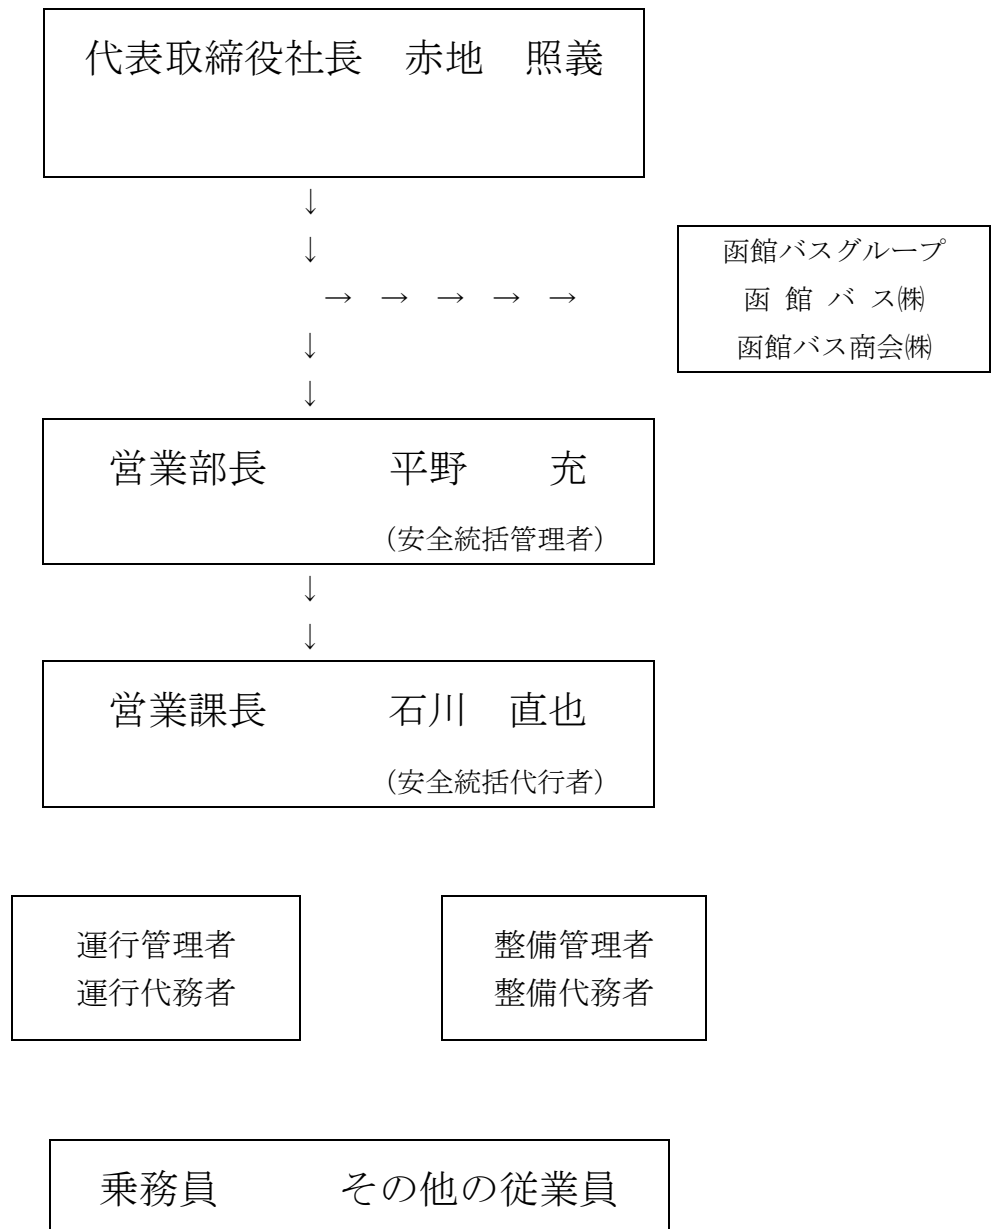 代表取締役社長　赤地　照義
↓
↓
函館バスグループ
→　→　→　→　→
函 館 バ ス㈱
↓
函館バス商会㈱
↓
営業部長　　　平野　　充
（安全統括管理者）
↓
↓
営業課長　　　石川　直也
（安全統括代行者）
運行管理者
運行代務者
整備管理者
整備代務者
乗務員　　　その他の従業員